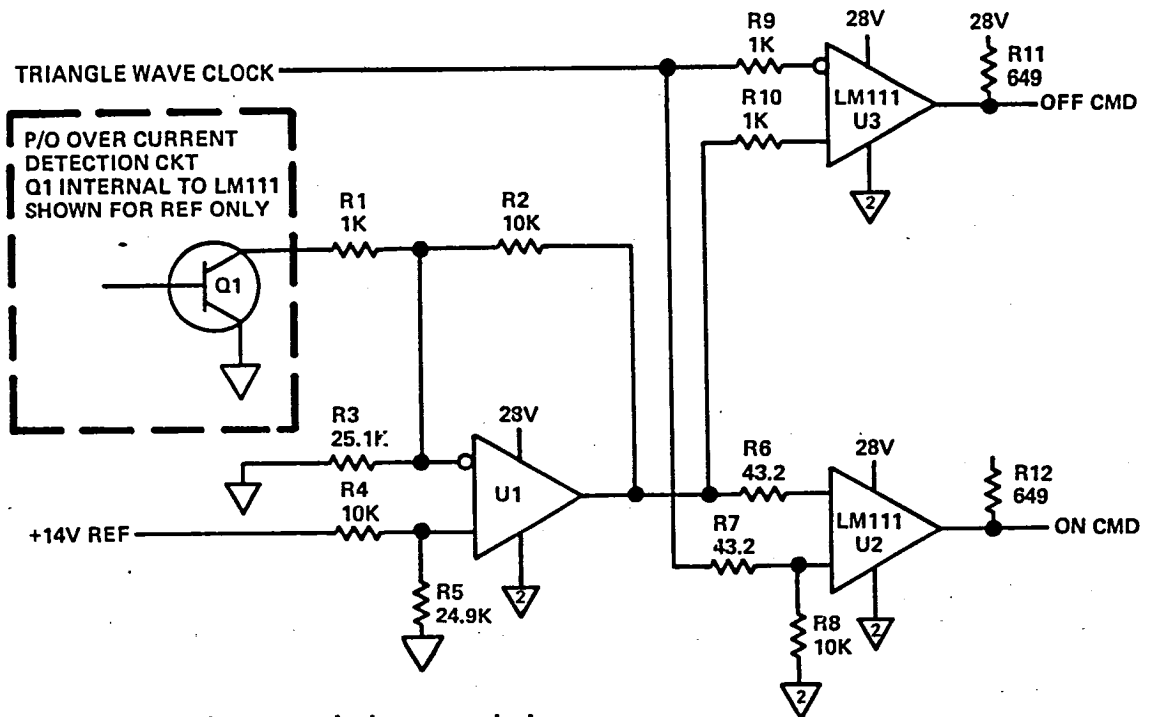 R9
1K
28V
28V
R11
649
TRIANGLE WAVE CLOCK
R10
1K
LM111
U3
OFF CMD
2
P/O OVER CURRENT
DETECTION CKT
Q1 INTERNAL TO LM111
SHOWN FOR REF ONLY
Q1
R1
1K
R2
10K
R3
25.1K
28V
U1
R4
10K
+14V REF
R5
24.9K
2
R6
43.2
28V
R12
649
LM111
U2
ON CMD
R7
43.2
R8
10K
2
2